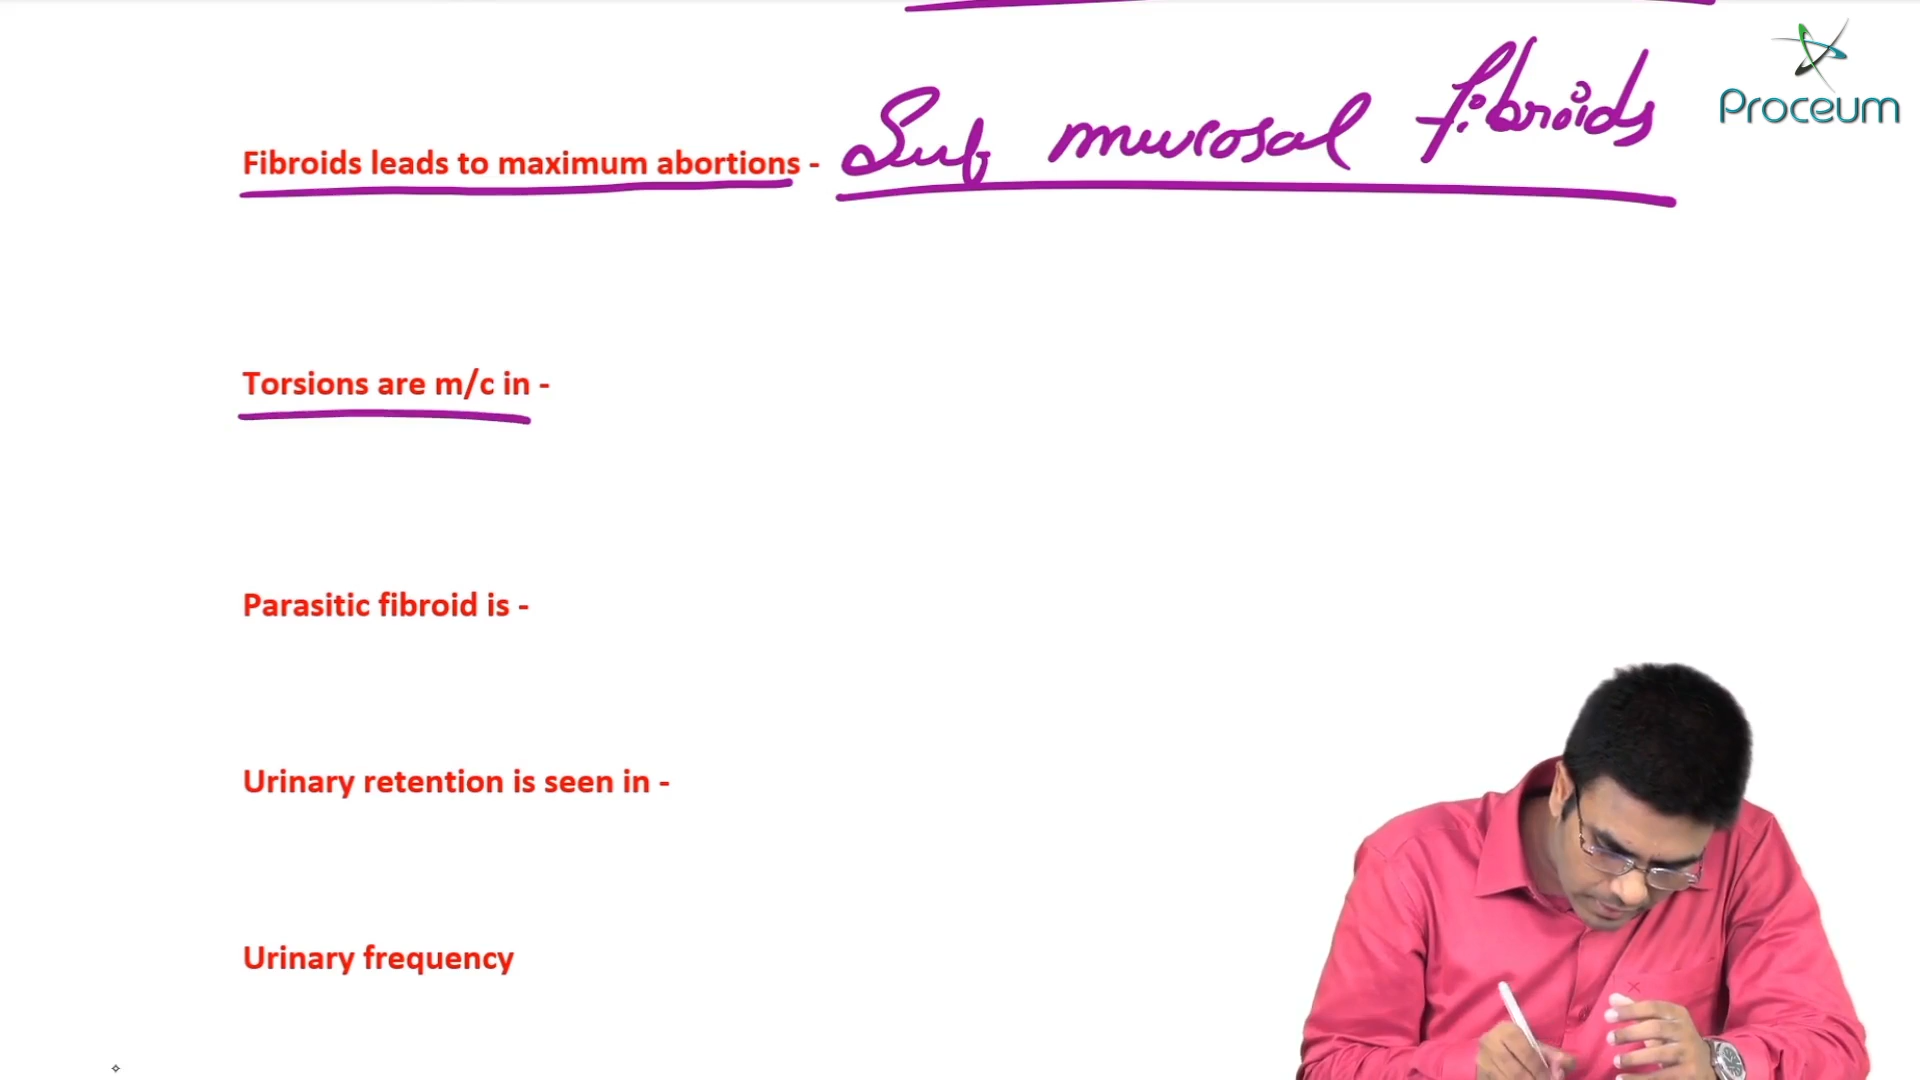 Proceum
Fibroids leads to maximum abortions - Sub mucosal fibroids
Torsions are m/c in -
Parasitic fibroid is -
Urinary retention is seen in -
Urinary frequency